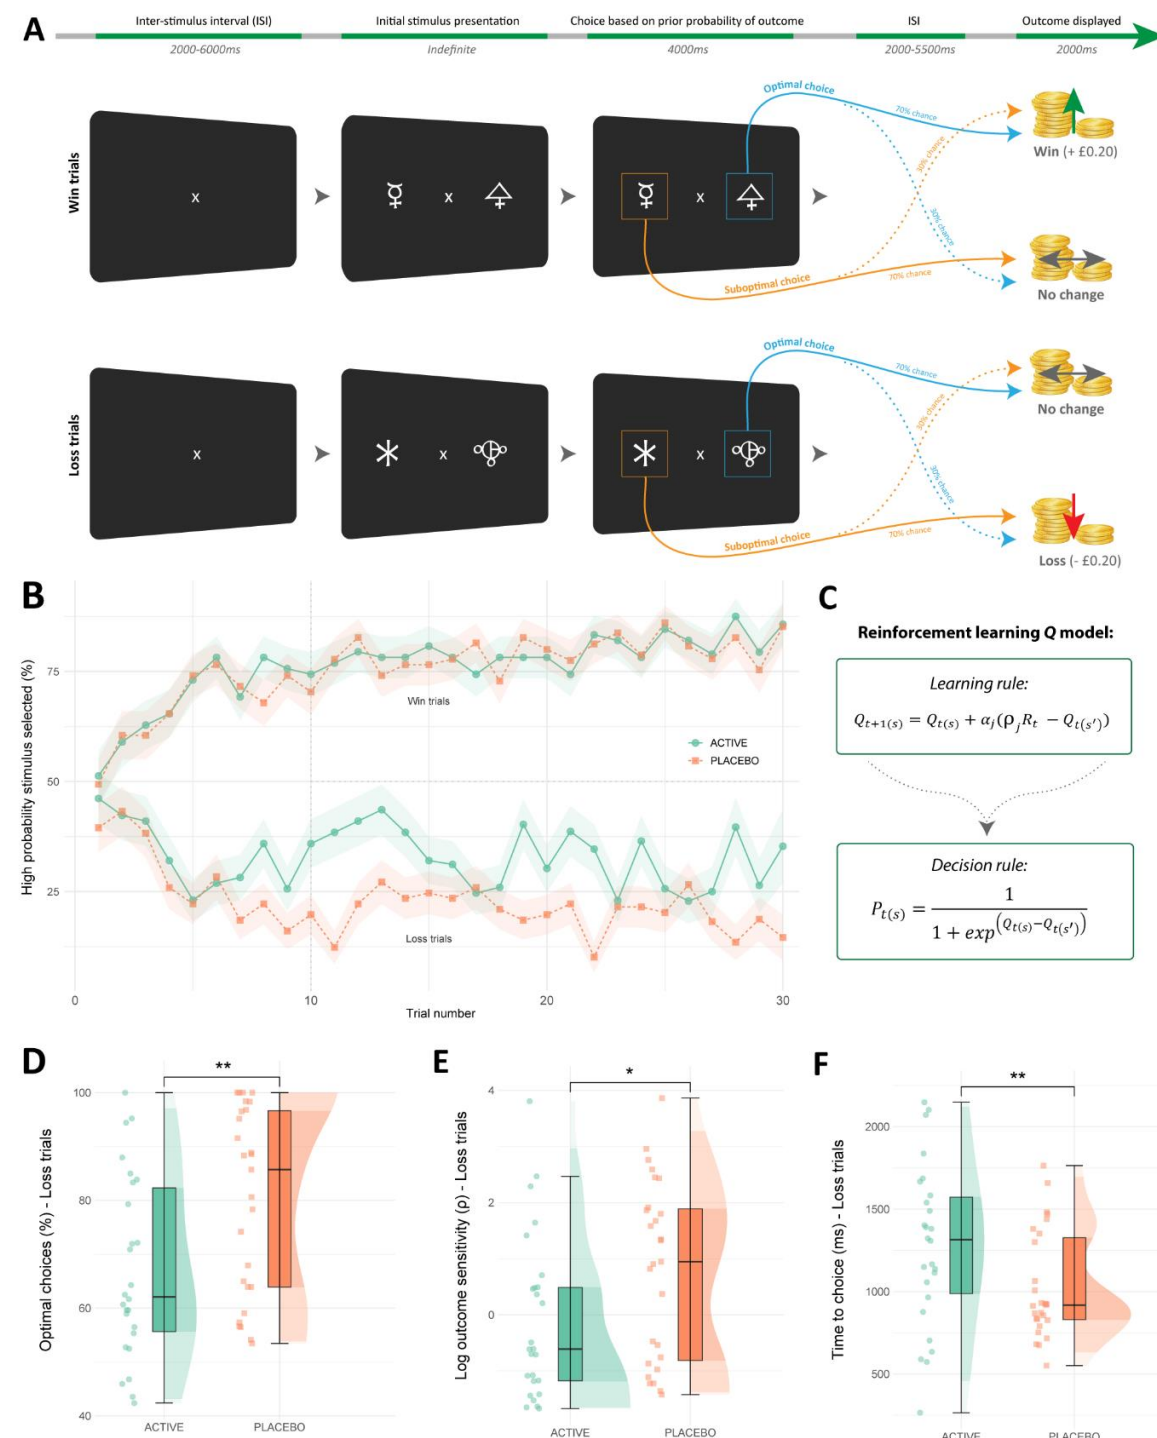 A
Inter-stimulus interval (ISI)
Initial stimulus presentation
Choice based on prior probability of outcome
ISI
Outcome displayed
2000-6000ms
Indefinite
4000ms
2000-5500ms
2000ms
Win trials
x
x
x
Optimal choice
70% chance
30% chance
30% chance
Suboptimal choice
70% chance
Win (+ £0.20)
No change
Loss trials
x
x
x
Optimal choice
70% chance
30% chance
30% chance
Suboptimal choice
70% chance
No change
Loss (- £0.20)
B
High probability stimulus selected (%)
75
50
25
Win trials
ACTIVE
PLACEBO
Loss trials
0
10
20
30
Trial number
C
Reinforcement learning Q model:
Learning rule:
Q_{t+1(s)} = Q_{t(s)} + α_j(ρ_j R_t − Q_{t(s')})
Decision rule:
P_{t(s)} = 1 / (1 + exp^{(Q_{t(s)}−Q_{t(s')})})
D
Optimal choices (%) - Loss trials
**
100
80
60
40
ACTIVE
PLACEBO
E
Log outcome sensitivity (ρ) - Loss trials
*
4
2
0
ACTIVE
PLACEBO
F
Time to choice (ms) - Loss trials
**
2000
1500
1000
500
ACTIVE
PLACEBO